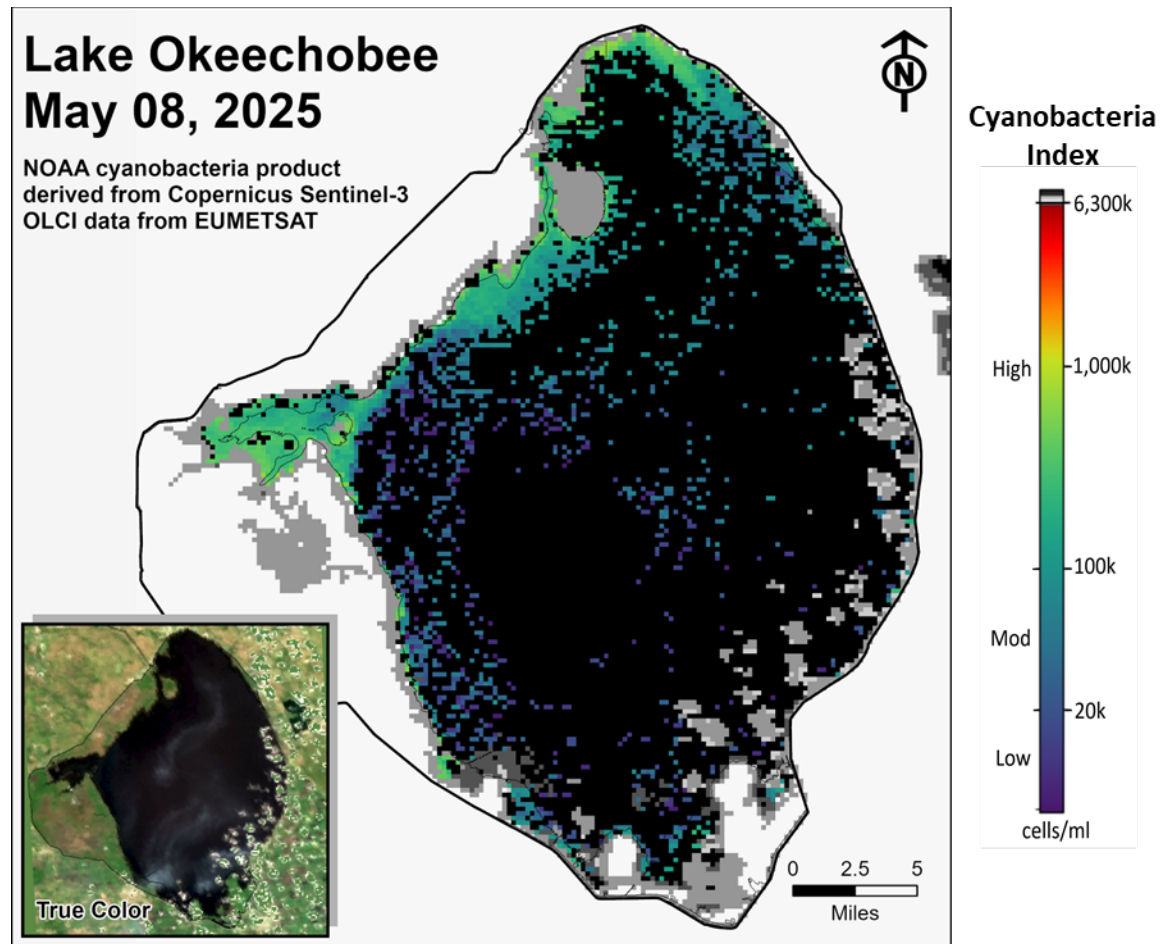 Lake Okeechobee
May 08, 2025
NOAA cyanobacteria product
derived from Copernicus Sentinel-3
OLCI data from EUMETSAT
N
Cyanobacteria
Index
6,300k
High
1,000k
100k
Mod
20k
Low
cells/ml
True Color
0 2.5 5
Miles